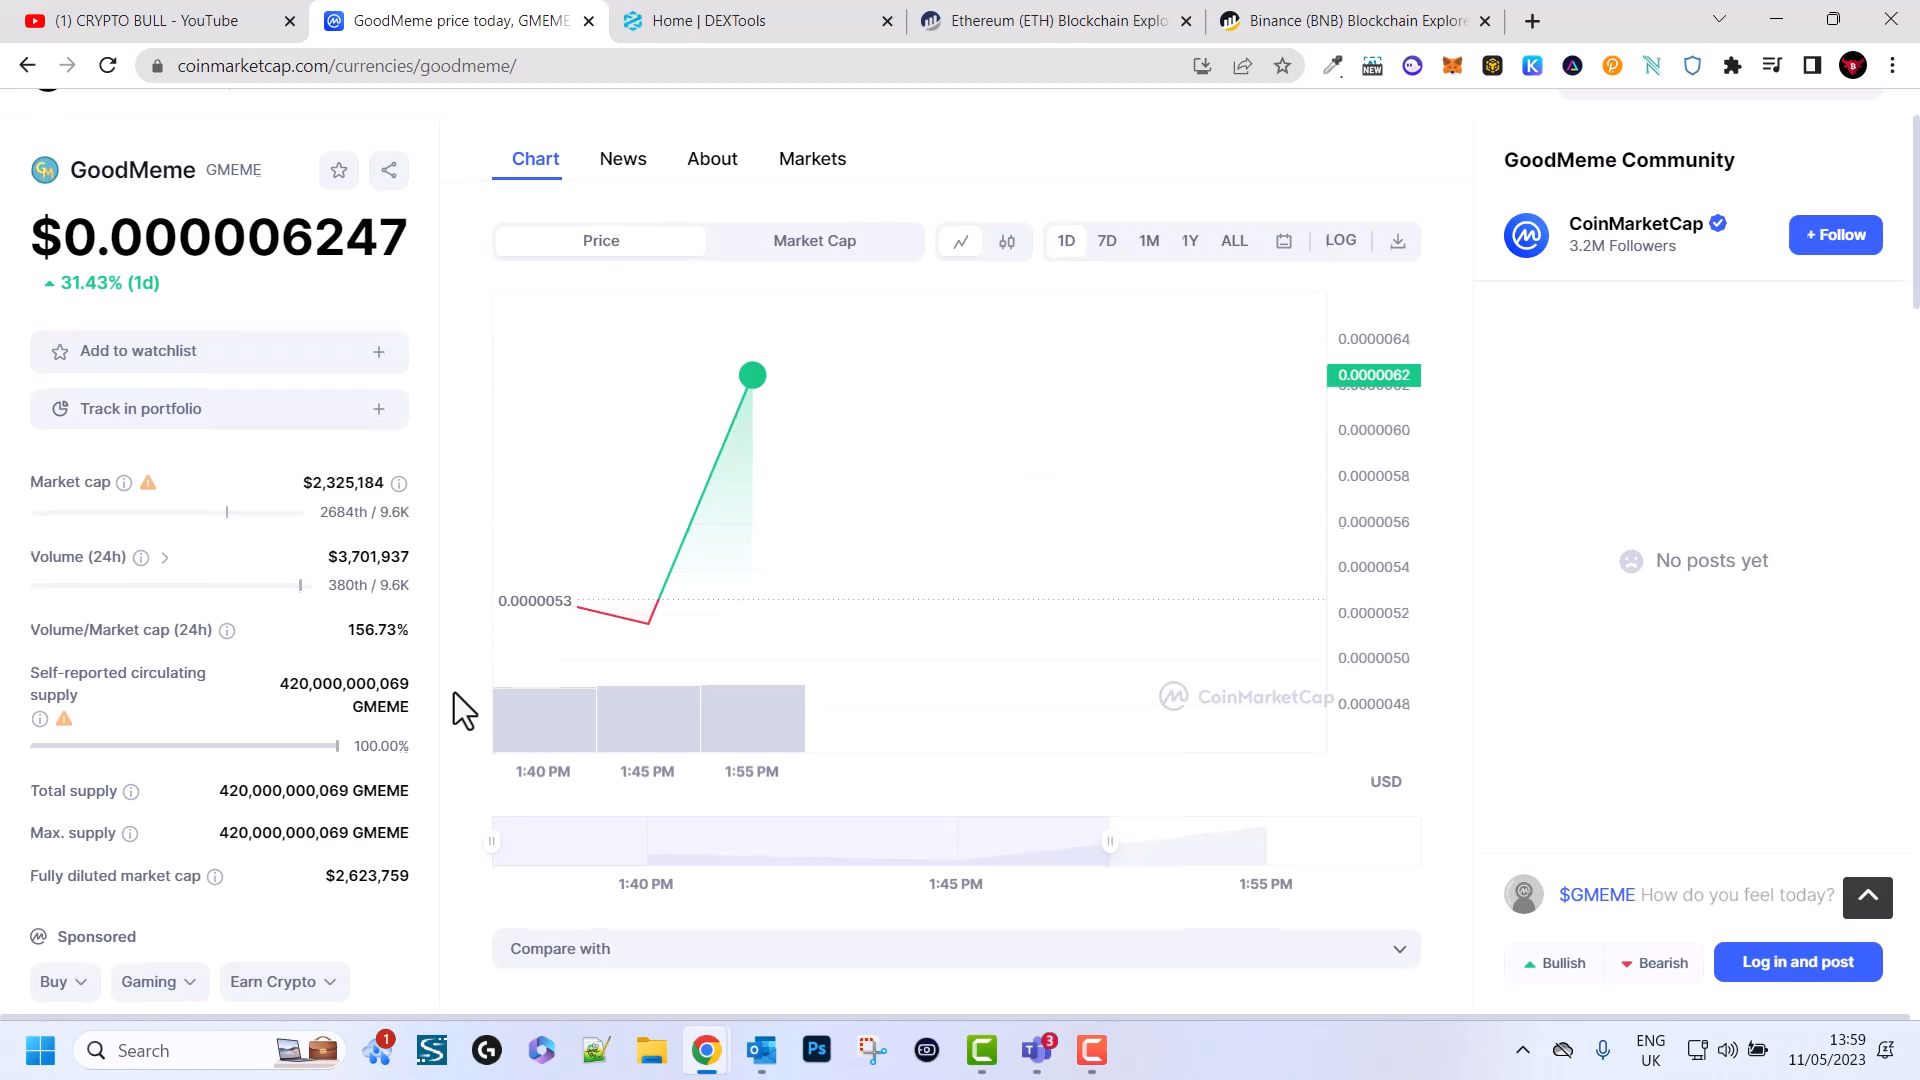 (1) CRYPTO BULL - YouTube
GoodMeme price today, GMEME
Home | DEXTools
Ethereum (ETH) Blockchain Explo
Binance (BNB) Blockchain Explore
coinmarketcap.com/currencies/goodmeme/
NEW
GoodMeme GMEME
$0.000006247
31.43% (1d)
Add to watchlist
Track in portfolio
Market cap $2,325,184
2684th / 9.6K
Volume (24h) $3,701,937
380th / 9.6K
Volume/Market cap (24h) 156.73%
Self-reported circulating
supply
420,000,000,069
GMEME
100.00%
Total supply 420,000,000,069 GMEME
Max. supply 420,000,000,069 GMEME
Fully diluted market cap $2,623,759
Sponsored
Buy Gaming Earn Crypto
Chart News About Markets
Price Market Cap 1D 7D 1M 1Y ALL LOG
0.0000064
0.0000062
0.0000060
0.0000058
0.0000056
0.0000054
0.0000053
0.0000052
0.0000050
0.0000048
CoinMarketCap
1:40 PM 1:45 PM 1:55 PM
USD
1:40 PM 1:45 PM 1:55 PM
Compare with
GoodMeme Community
CoinMarketCap
3.2M Followers
+ Follow
No posts yet
$GMEME How do you feel today?
Bullish Bearish Log in and post
Search
1
Ps
3
ENG
UK
13:59
11/05/2023